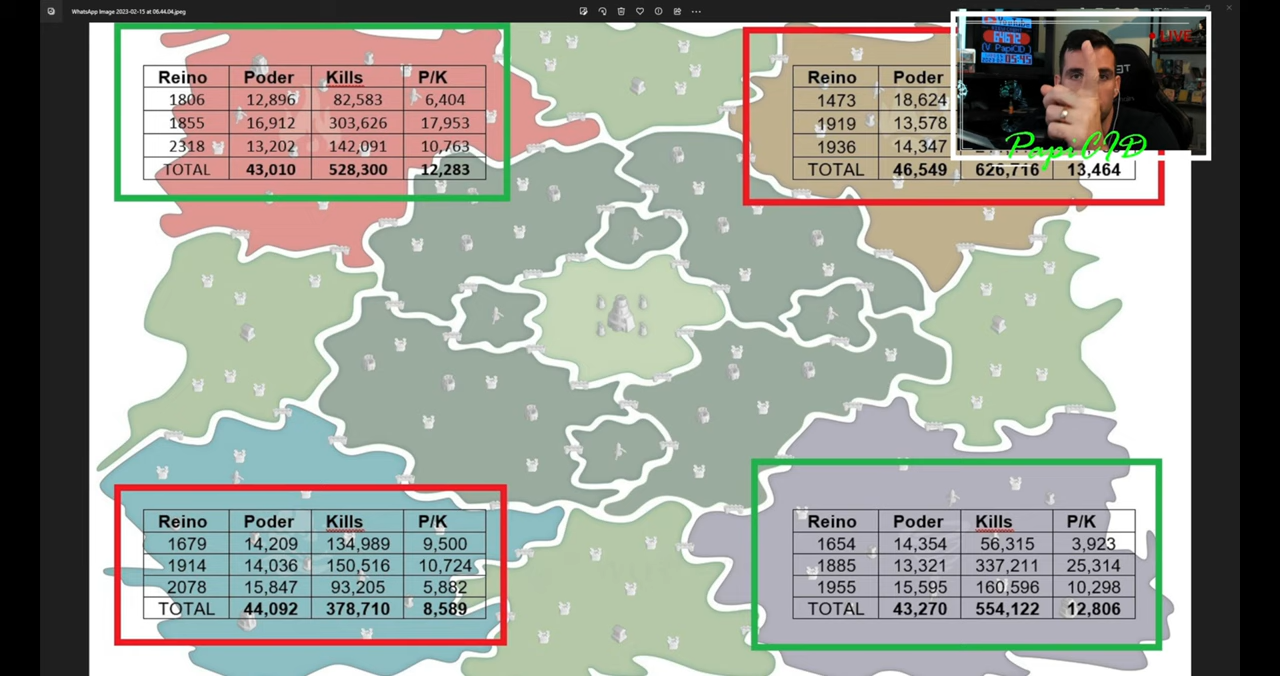 WhatsApp Image 2023-02-15 at 06.44.04.jpeg
LIVE
64672
(V PapiCID)
05:45
PapiCID
Reino Poder Kills P/K
1806 12,896 82,583 6,404
1855 16,912 303,626 17,953
2318 13,202 142,091 10,763
TOTAL 43,010 528,300 12,283
Reino Poder
1473 18,624
1919 13,578
1936 14,347
TOTAL 46,549 626,716 13,464
Reino Poder Kills P/K
1679 14,209 134,989 9,500
1914 14,036 150,516 10,724
2078 15,847 93,205 5,882
TOTAL 44,092 378,710 8,589
Reino Poder Kills P/K
1654 14,354 56,315 3,923
1885 13,321 337,211 25,314
1955 15,595 160,596 10,298
TOTAL 43,270 554,122 12,806